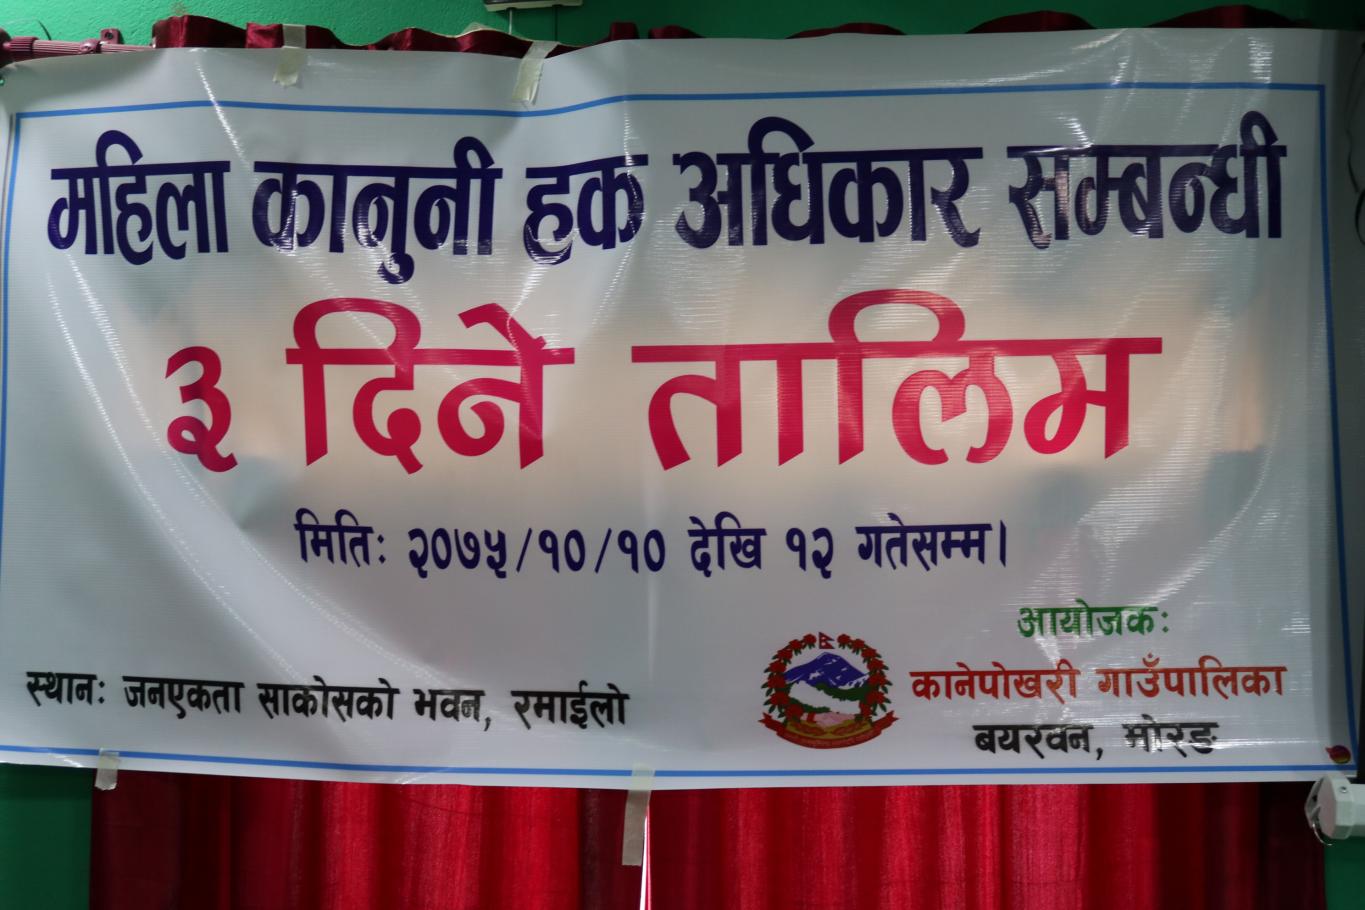 महिला कानुनी हक अधिकार सम्बन्धी
३ दिने तालिम
मितिः २०७५/१०/१० देखि १२ गतेसम्म।
आयोजकः
कानेपोखरी गाउँपालिका
बयरवन, मोरङ
स्थानः जनएकता साकोसको भवन, रमाईलो